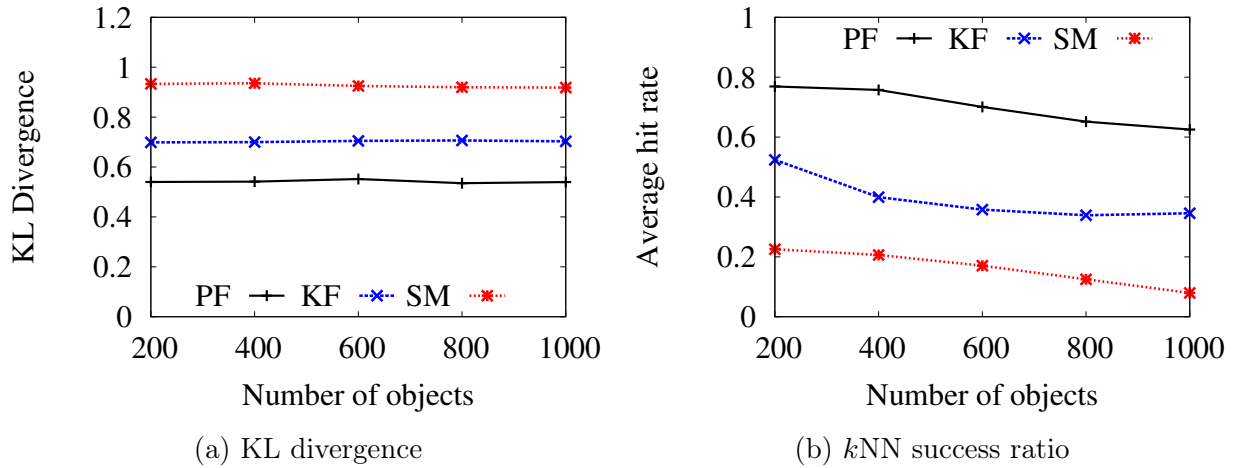 KL Divergence
1.2
1
0.8
0.6
0.4
0.2
0
PF KF SM
200 400 600 800 1000
Number of objects
(a) KL divergence
Average hit rate
1
0.8
0.6
0.4
0.2
0
PF KF SM
200 400 600 800 1000
Number of objects
(b) kNN success ratio